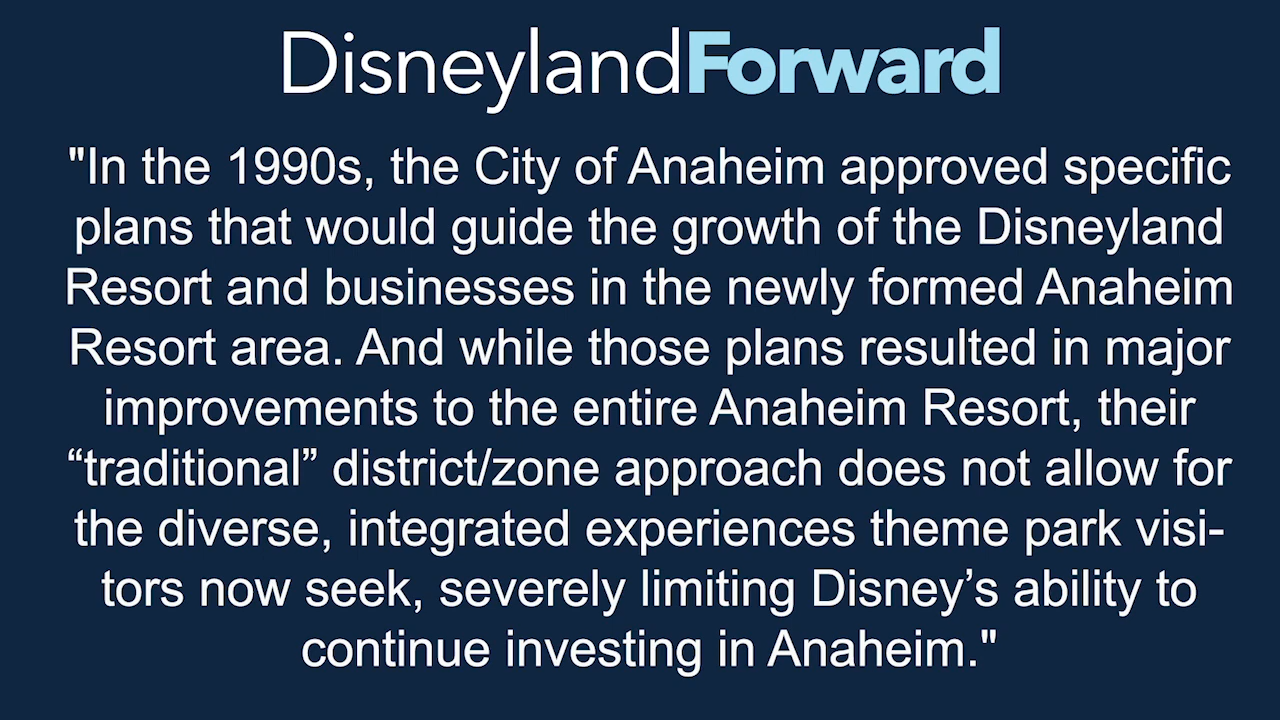 DisneylandForward
"In the 1990s, the City of Anaheim approved specific
plans that would guide the growth of the Disneyland
Resort and businesses in the newly formed Anaheim
Resort area. And while those plans resulted in major
improvements to the entire Anaheim Resort, their
“traditional” district/zone approach does not allow for
the diverse, integrated experiences theme park visi-
tors now seek, severely limiting Disney’s ability to
continue investing in Anaheim."